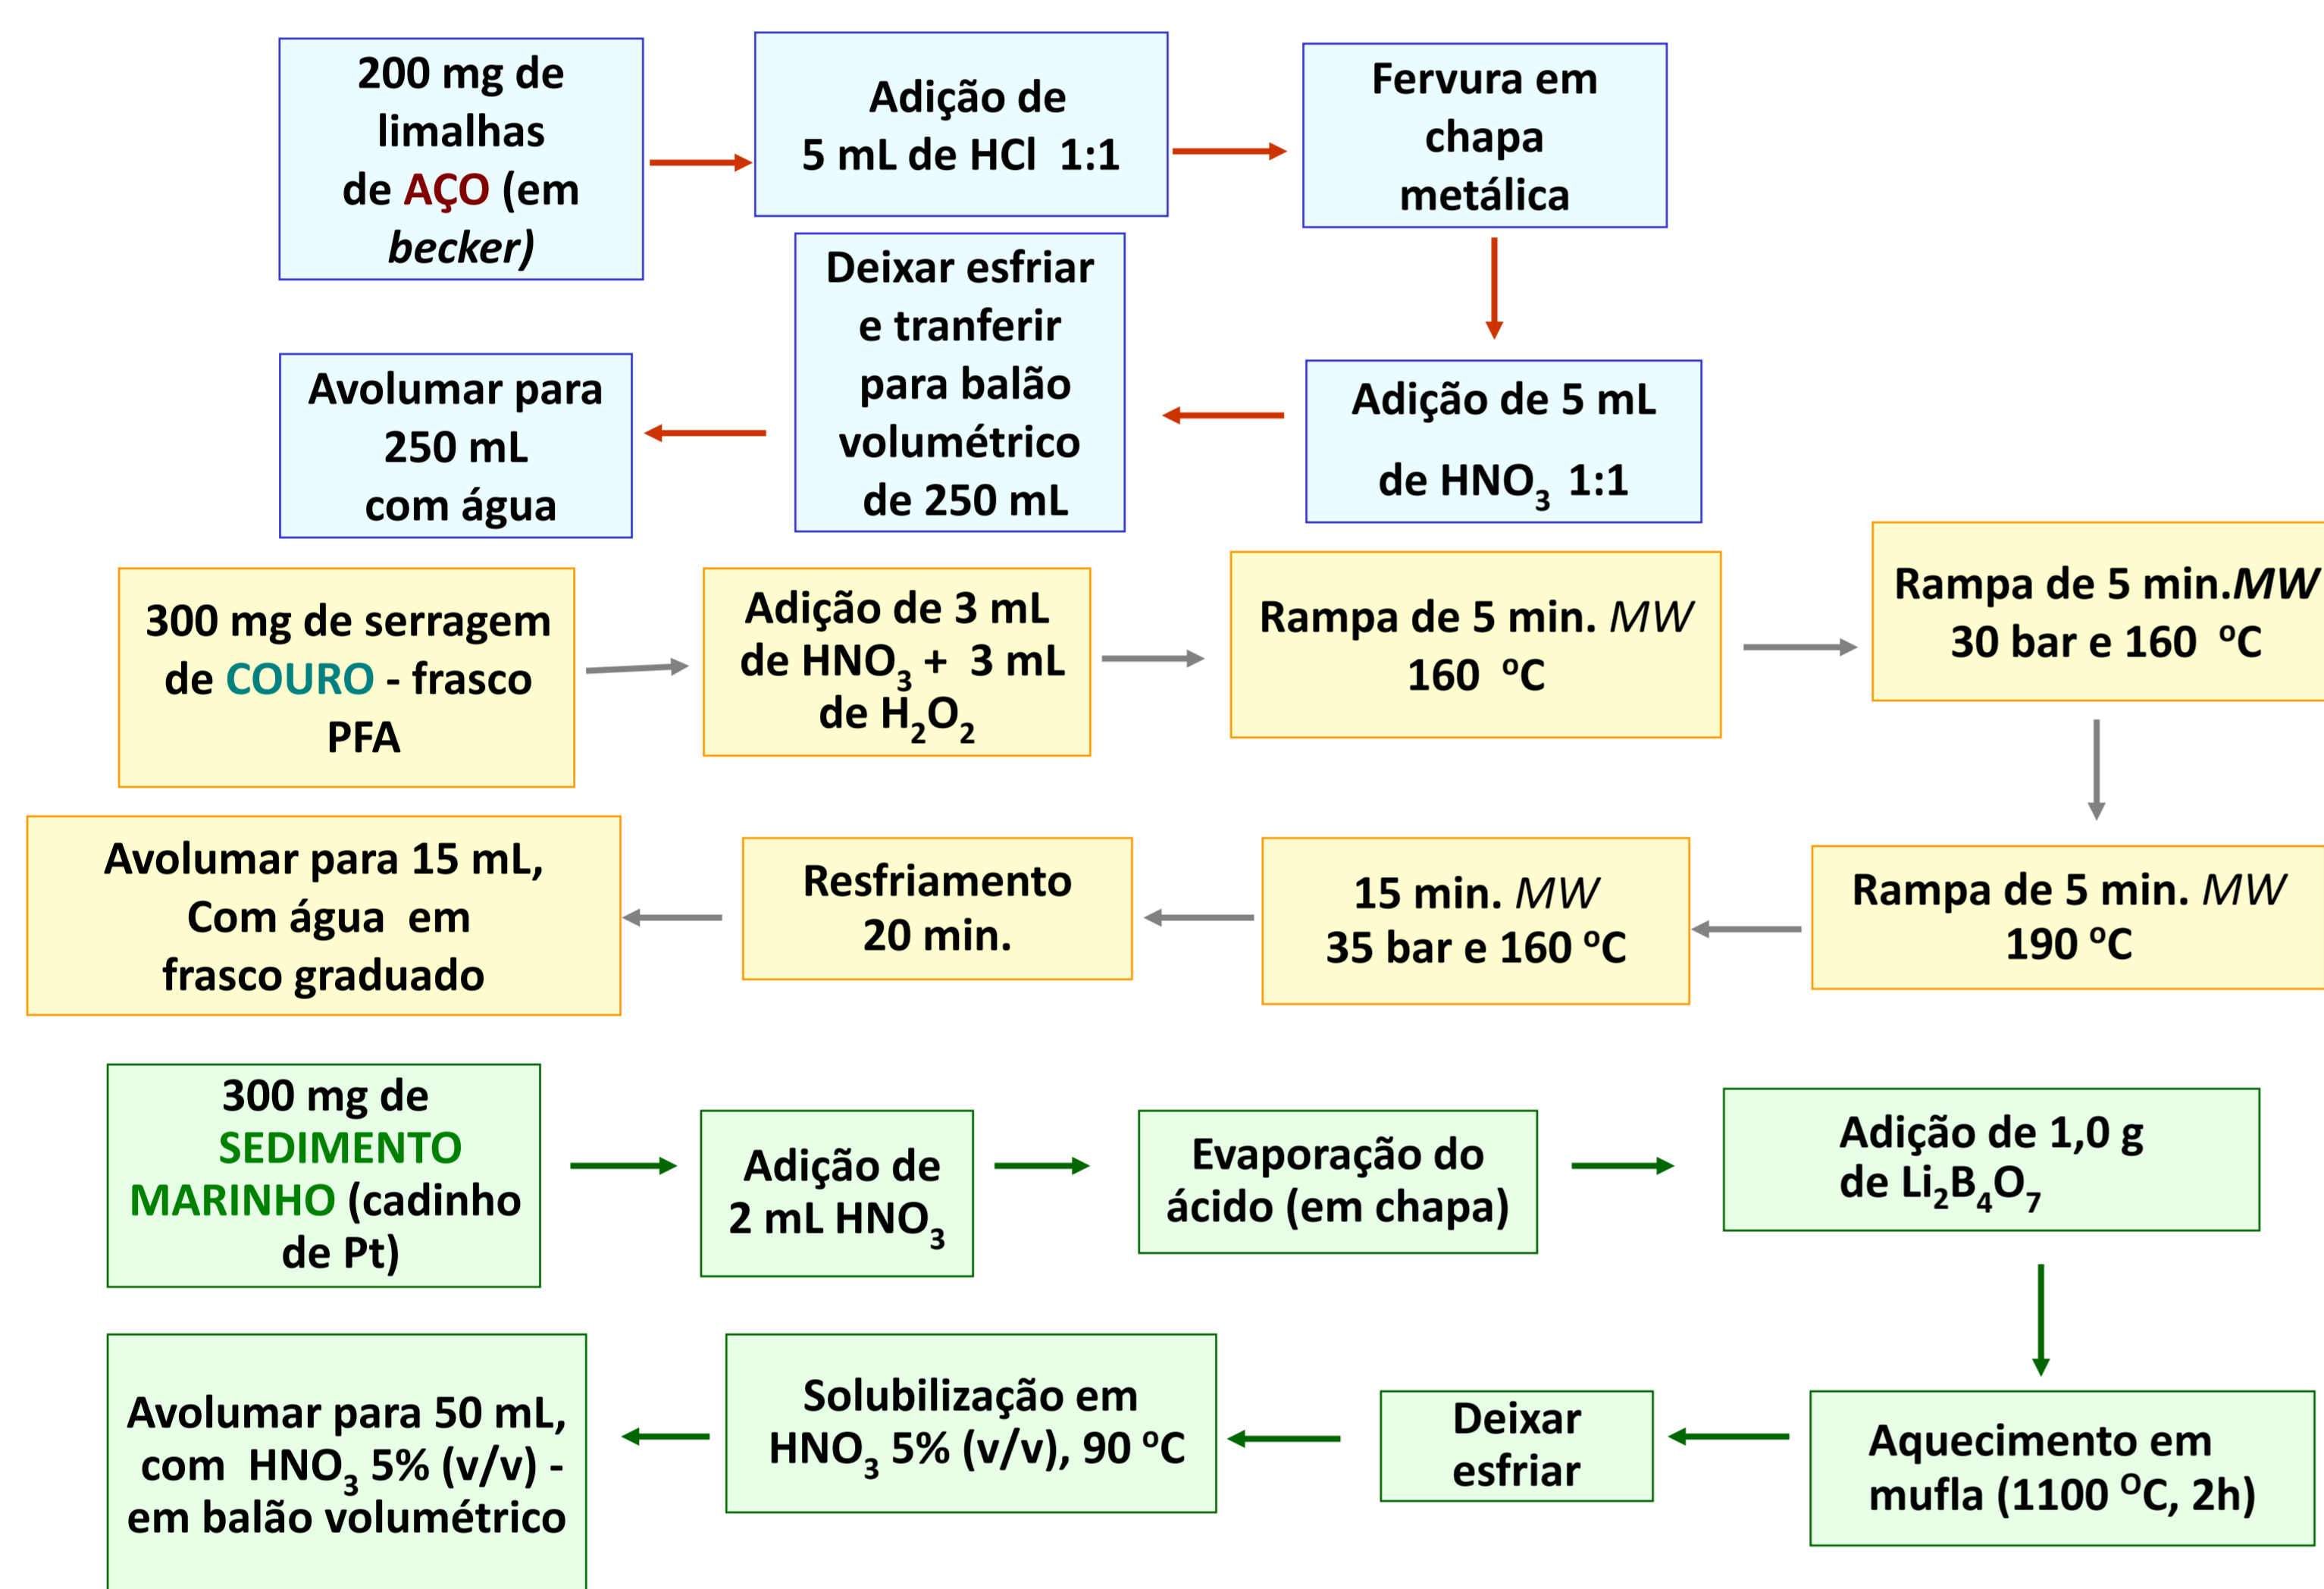 200 mg de
limalhas
de AÇO (em
becker)
Adição de
5 mL de HCl 1:1
Fervura em
chapa
metálica
Adição de 5 mL
de HNO₃ 1:1
Deixar esfriar
e tranferir
para balão
volumétrico
de 250 mL
Avolumar para
250 mL
com água
300 mg de serragem
de COURO - frasco
PFA
Adição de 3 mL
de HNO₃ + 3 mL
de H₂O₂
Rampa de 5 min. MW
160 ºC
Rampa de 5 min.MW
30 bar e 160 ºC
Rampa de 5 min. MW
190 ºC
15 min. MW
35 bar e 160 ºC
Resfriamento
20 min.
Avolumar para 15 mL,
Com água em
frasco graduado
300 mg de
SEDIMENTO
MARINHO (cadinho
de Pt)
Adição de
2 mL HNO₃
Evaporação do
ácido (em chapa)
Adição de 1,0 g
de Li₂B₄O₇
Aquecimento em
mufla (1100 ºC, 2h)
Deixar
esfriar
Solubilização em
HNO₃ 5% (v/v), 90 ºC
Avolumar para 50 mL,
com HNO₃ 5% (v/v) -
em balão volumétrico